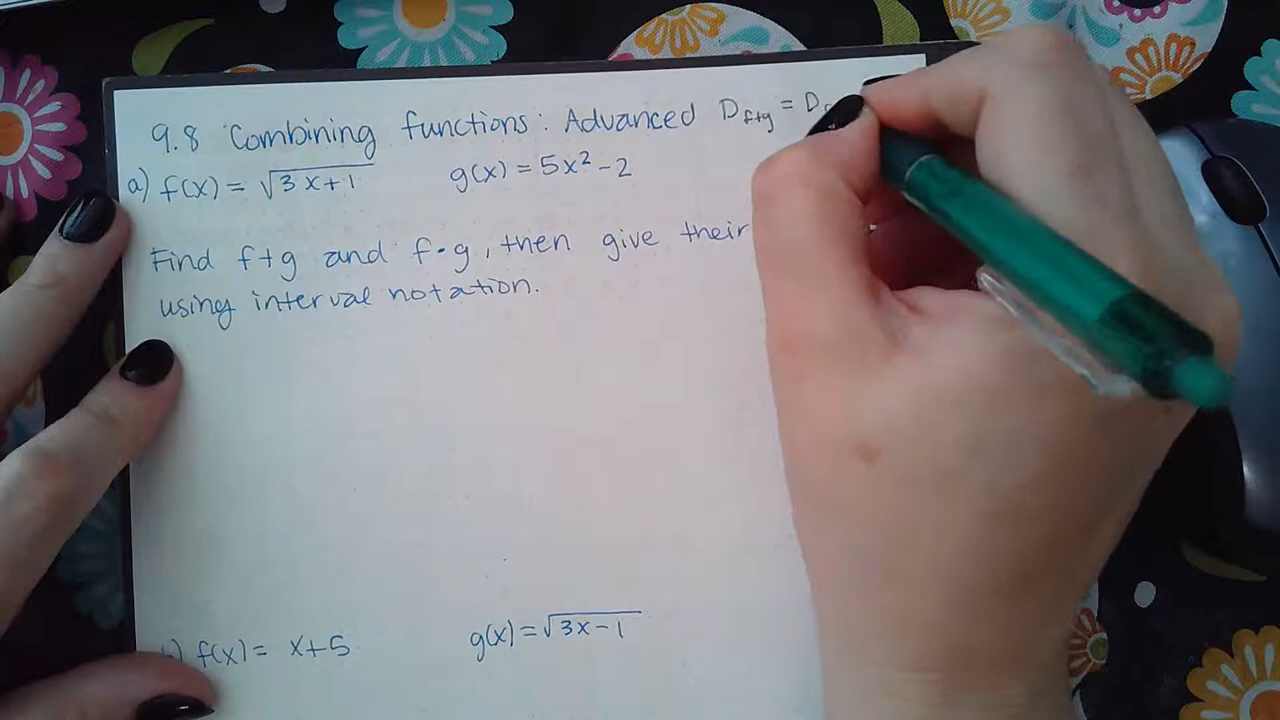 9.8 Combining functions: Advanced D_{f+g} = D
a) f(x) = √(3x+1) g(x) = 5x² - 2
Find f+g and f•g, then give their
using interval notation.
f(x) = x+5 g(x) = √(3x-1)